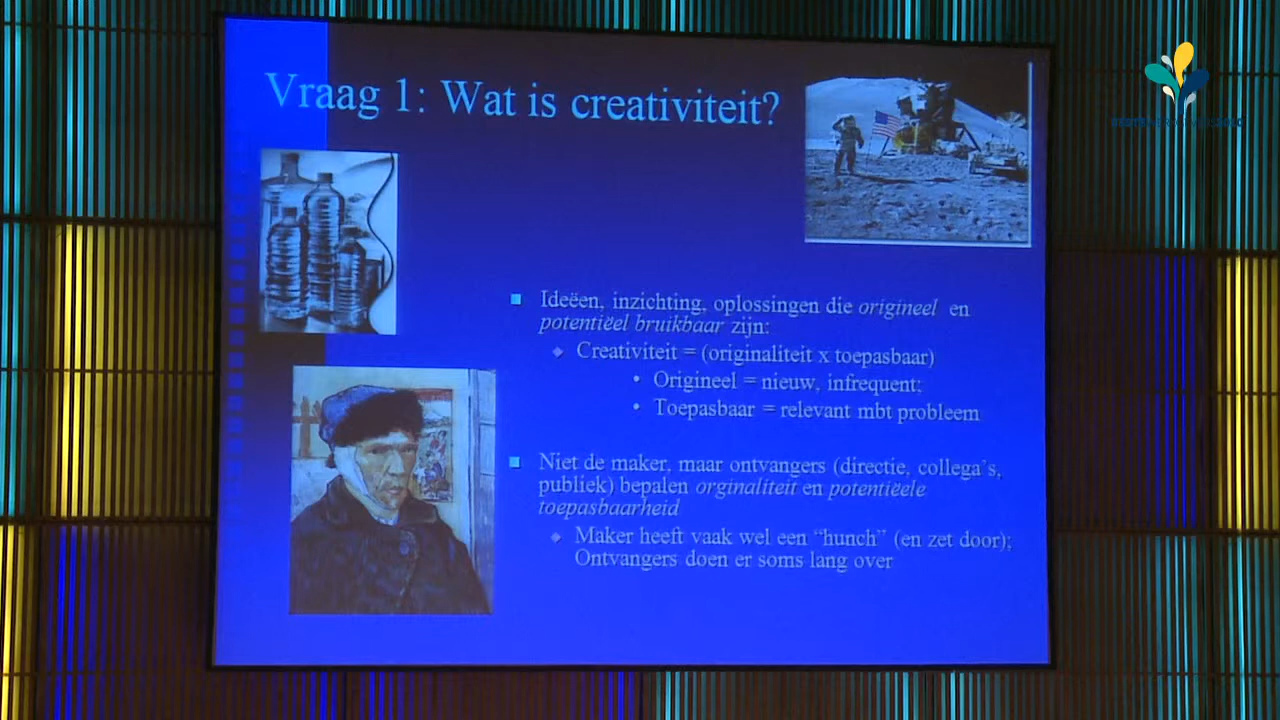 Vraag 1: Wat is creativiteit?
Ideëen, inzichting, oplossingen die origineel en
potentiëel bruikbaar zijn:
Creativiteit = (originaliteit x toepasbaar)
Origineel = nieuw, infrequent;
Toepasbaar = relevant mbt probleem
Niet de maker, maar ontvangers (directie, collega's,
publiek) bepalen orginaliteit en potentiëele
toepasbaarheid
Maker heeft vaak wel een “hunch” (en zet door);
Ontvangers doen er soms lang over